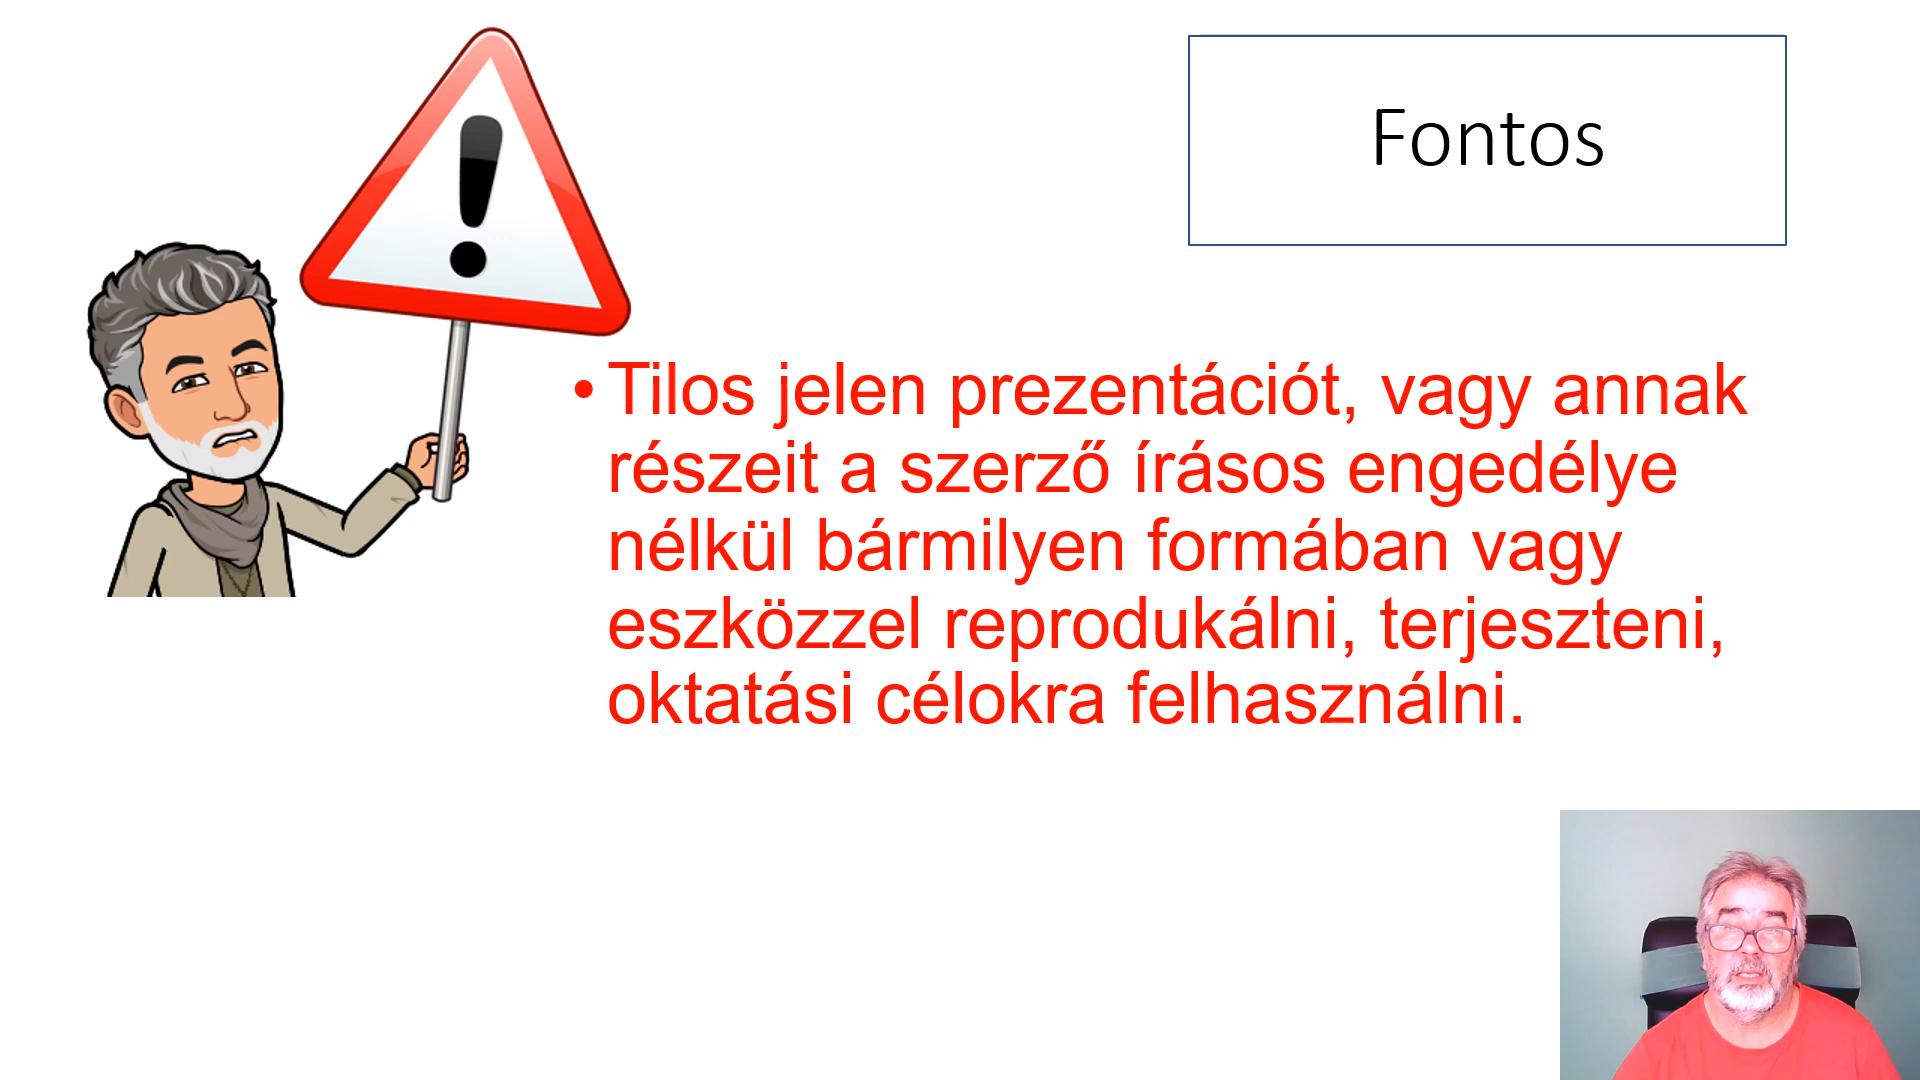 Fontos
• Tilos jelen prezentációt, vagy annak
részeit a szerző írásos engedélye
nélkül bármilyen formában vagy
eszközzel reprodukálni, terjeszteni,
oktatási célokra felhasználni.